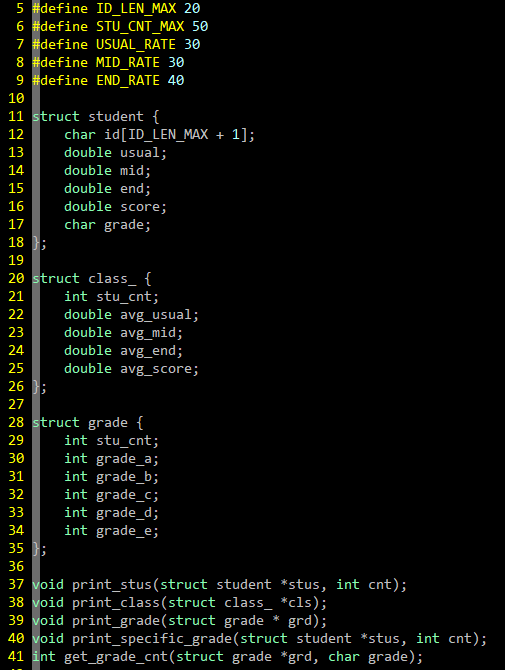 5 #define ID_LEN_MAX 20
6 #define STU_CNT_MAX 50
7 #define USUAL_RATE 30
8 #define MID_RATE 30
9 #define END_RATE 40
10
11 struct student {
12     char id[ID_LEN_MAX + 1];
13     double usual;
14     double mid;
15     double end;
16     double score;
17     char grade;
18 };
19
20 struct class_ {
21     int stu_cnt;
22     double avg_usual;
23     double avg_mid;
24     double avg_end;
25     double avg_score;
26 };
27
28 struct grade {
29     int stu_cnt;
30     int grade_a;
31     int grade_b;
32     int grade_c;
33     int grade_d;
34     int grade_e;
35 };
36
37 void print_stus(struct student *stus, int cnt);
38 void print_class(struct class_ *cls);
39 void print_grade(struct grade * grd);
40 void print_specific_grade(struct student *stus, int cnt);
41 int get_grade_cnt(struct grade *grd, char grade);